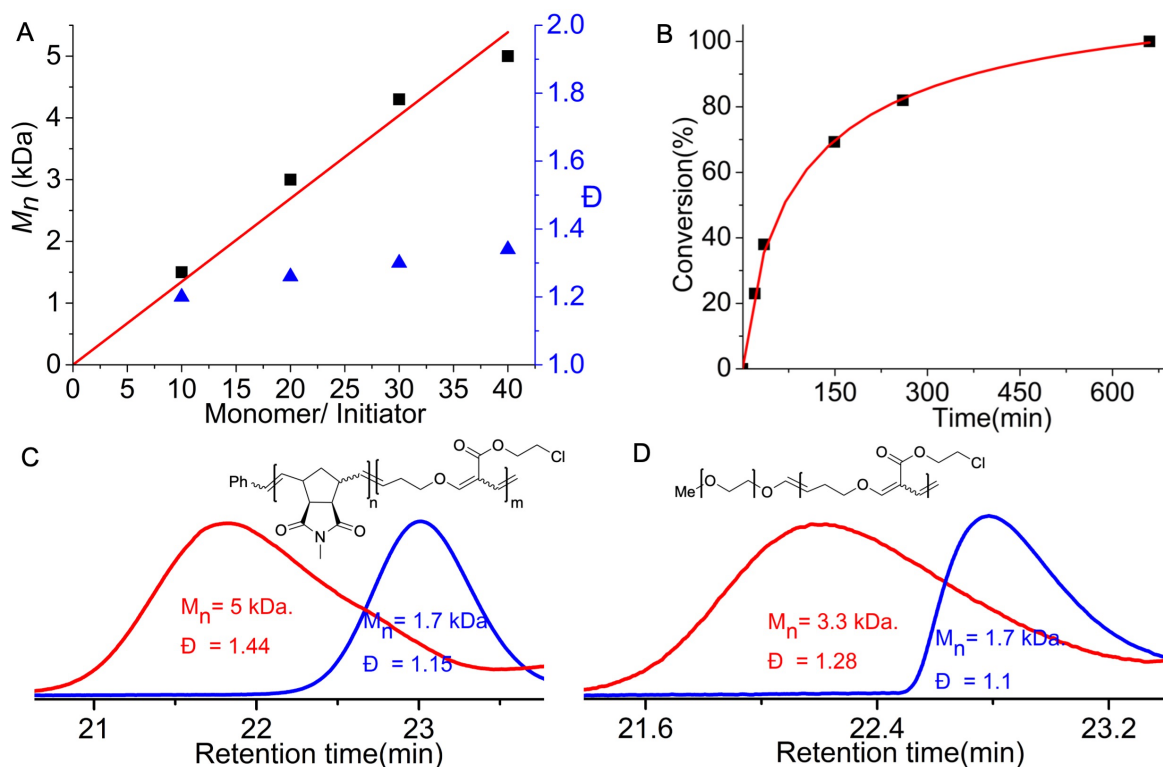 A
Mn (kDa)
5
4
3
2
1
0
2.0
1.8
1.6
1.4
1.2
1.0
Đ
0 5 10 15 20 25 30 35 40
Monomer/ Initiator
B
Conversion(%)
100
80
60
40
20
0
150 300 450 600
Time(min)
C
Ph
n
m
O
O
O
Cl
O
O
N
Mn= 5 kDa.
Đ = 1.44
Mn= 1.7 kDa
Đ = 1.15
21 22 23
Retention time(min)
D
Me
O
O
O
O
O
Cl
m
Mn= 3.3 kDa.
Đ = 1.28
Mn= 1.7 kDa.
Đ = 1.1
21.6 22.4 23.2
Retention time(min)